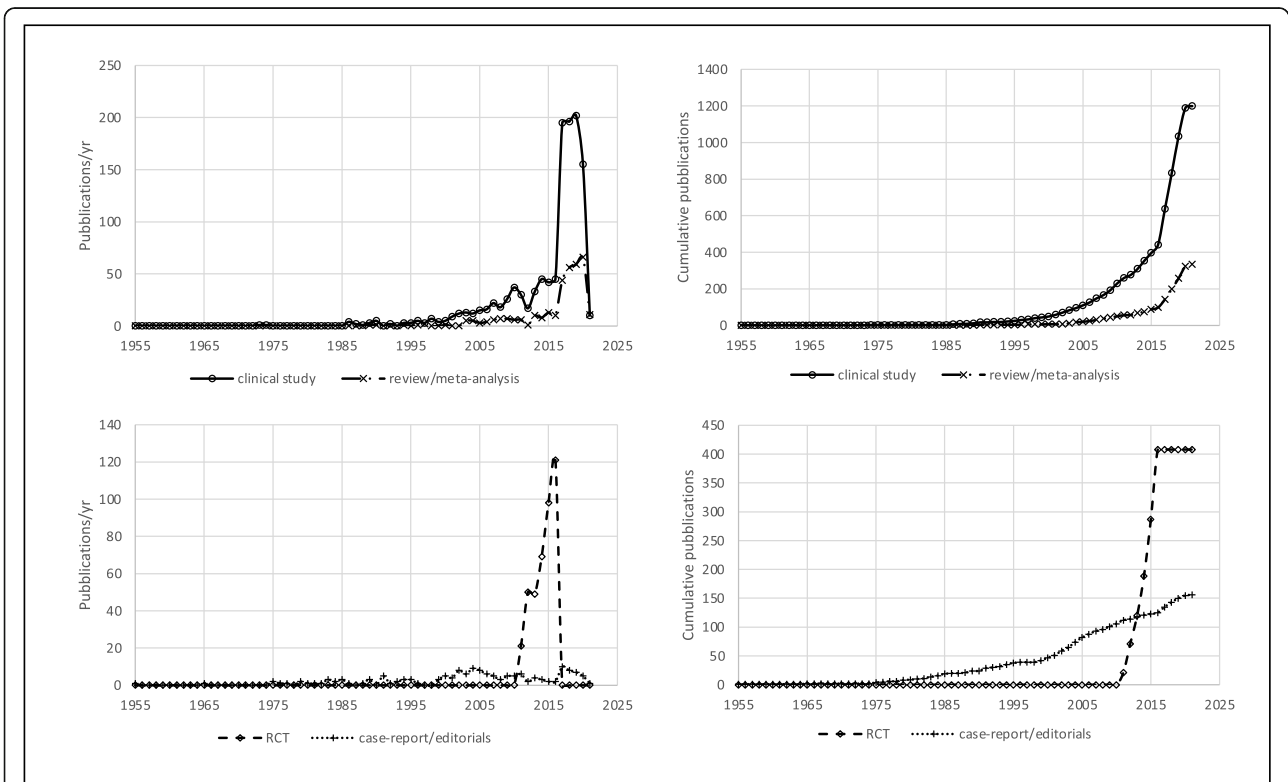 250
200
150
100
50
0
Pubblications/yr
1955 1965 1975 1985 1995 2005 2015 2025
clinical study review/meta-analysis
1400
1200
1000
800
600
400
200
0
Cumulative pubblications
1955 1965 1975 1985 1995 2005 2015 2025
clinical study review/meta-analysis
140
120
100
80
60
40
20
0
Pubblications/yr
1955 1965 1975 1985 1995 2005 2015 2025
RCT case-report/editorials
450
400
350
300
250
200
150
100
50
0
Cumulative pubblications
1955 1965 1975 1985 1995 2005 2015 2025
RCT case-report/editorials